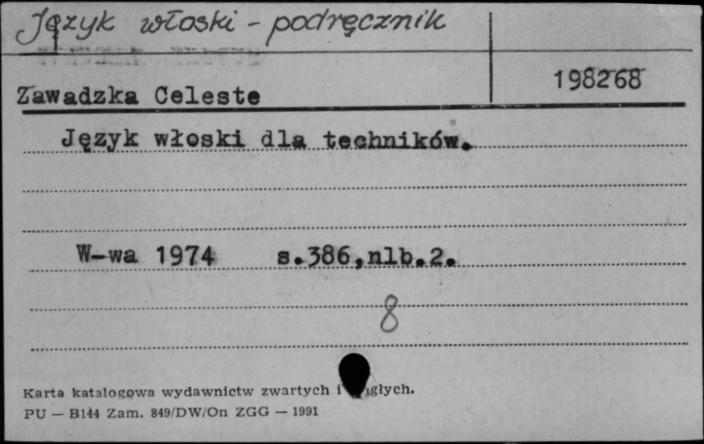 Język włoski - podręcznik
198268
Zawadzka Celeste
Język włoski dla techników.
W-wa 1974 s.386,nlb.2.
8
Karta katalogowa wydawnictw zwartych i
PU — B144 Zam. 849/DW/On ZGG — 1991